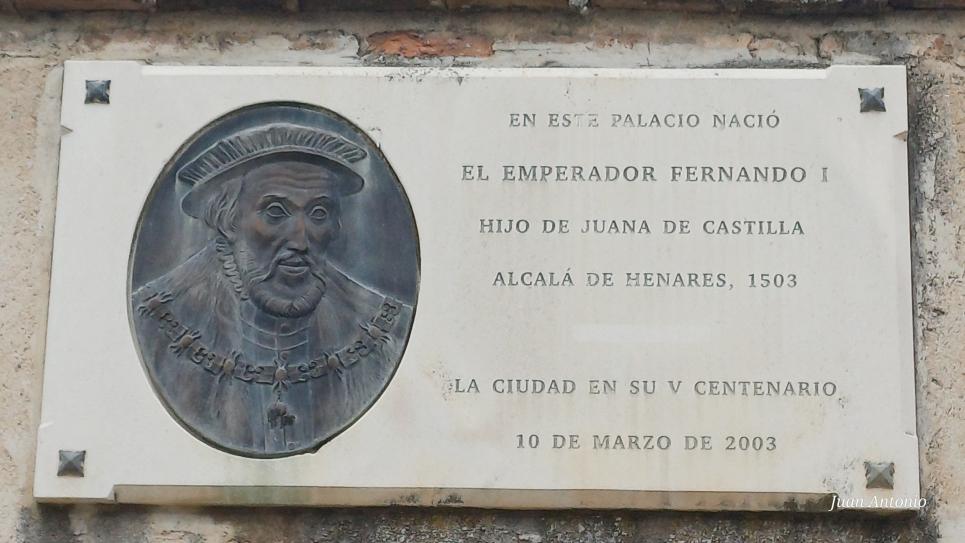 EN ESTE PALACIO NACIÓ
EL EMPERADOR FERNANDO I
HIJO DE JUANA DE CASTILLA
ALCALÁ DE HENARES, 1503
LA CIUDAD EN SU V CENTENARIO
10 DE MARZO DE 2003
Juan Antonio